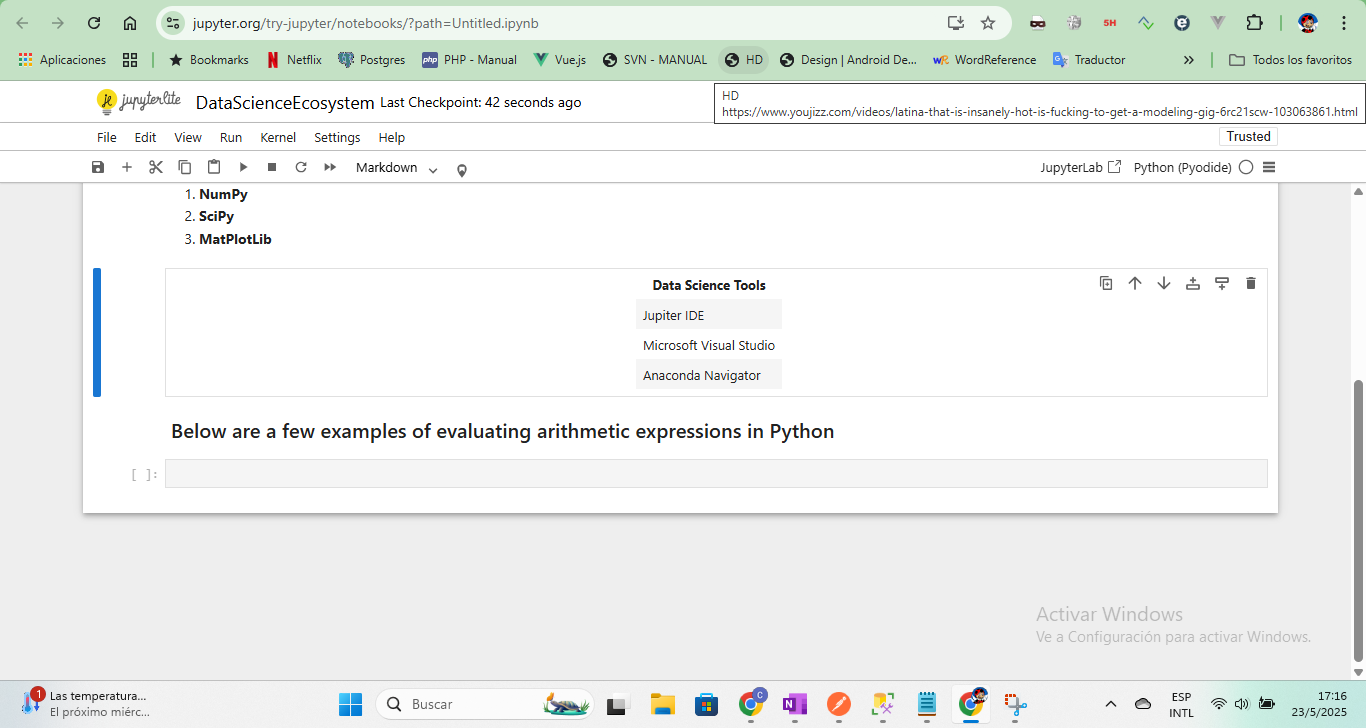 jupyter.org/try-jupyter/notebooks/?path=Untitled.ipynb
5H
Aplicaciones Bookmarks Netflix Postgres php PHP - Manual Vue.js SVN - MANUAL HD Design | Android De... WordReference Traductor » Todos los favoritos
jupyterlite DataScienceEcosystem Last Checkpoint: 42 seconds ago
HD
https://www.youjizz.com/videos/latina-that-is-insanely-hot-is-fucking-to-get-a-modeling-gig-6rc21scw-103063861.html
File Edit View Run Kernel Settings Help Trusted
Markdown JupyterLab Python (Pyodide)
1. NumPy
2. SciPy
3. MatPlotLib
Data Science Tools
Jupiter IDE
Microsoft Visual Studio
Anaconda Navigator
Below are a few examples of evaluating arithmetic expressions in Python
[ ]:
Activar Windows
Ve a Configuración para activar Windows.
1 Las temperatura...
El próximo miérc...
Buscar
C
ESP
INTL
17:16
23/5/2025